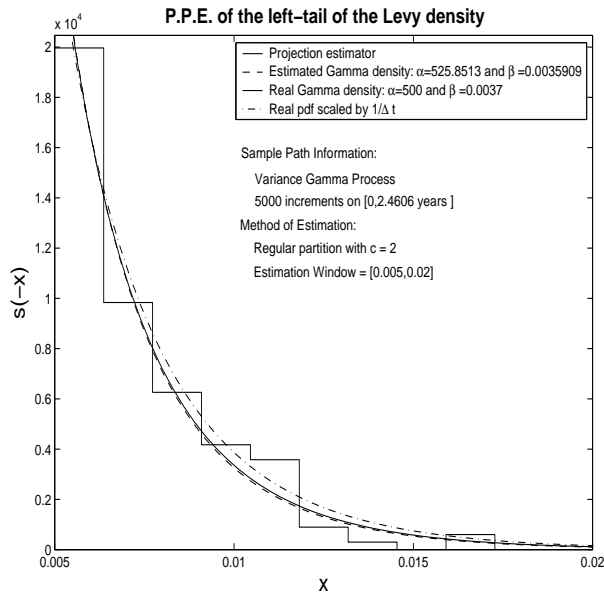 P.P.E. of the left−tail of the Levy density
x 10^4
Projection estimator
Estimated Gamma density: α=525.8513 and β =0.0035909
Real Gamma density: α=500 and β =0.0037
Real pdf scaled by 1/Δ t
Sample Path Information:
Variance Gamma Process
5000 increments on [0,2.4606 years ]
Method of Estimation:
Regular partition with c = 2
Estimation Window = [0.005,0.02]
s(−x)
2
1.8
1.6
1.4
1.2
1
0.8
0.6
0.4
0.2
0
0.005
0.01
0.015
0.02
x